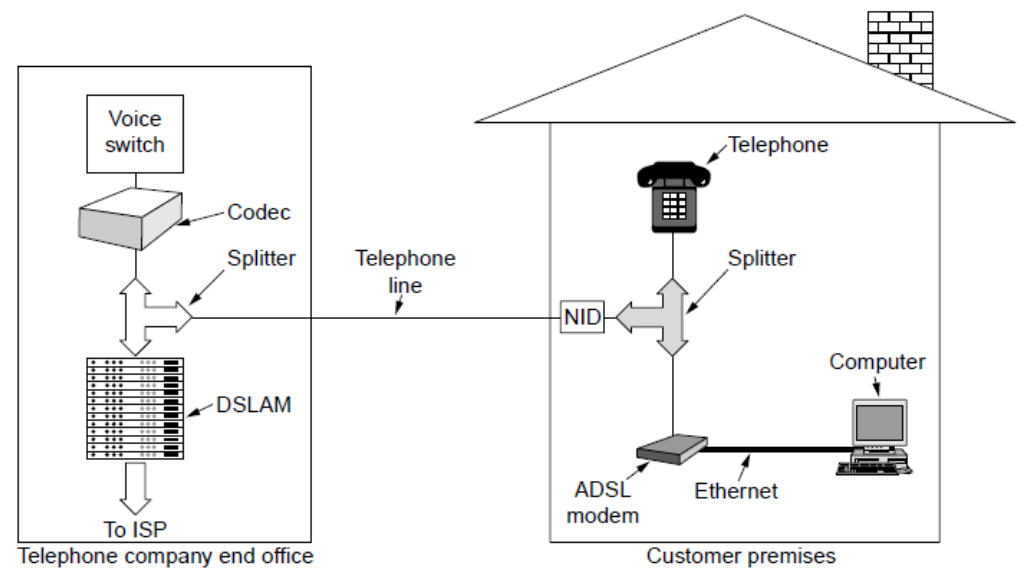 Voice
switch
Codec
Splitter
DSLAM
To ISP
Telephone company end office
Telephone
line
NID
Telephone
Splitter
Computer
ADSL
modem
Ethernet
Customer premises